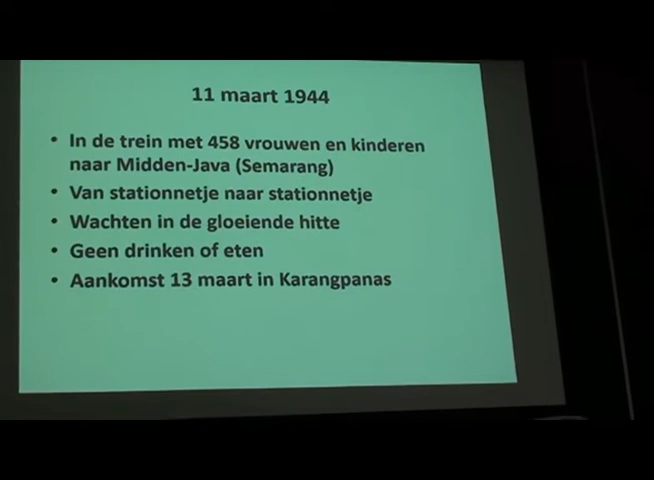 11 maart 1944
• In de trein met 458 vrouwen en kinderen
naar Midden-Java (Semarang)
• Van stationnetje naar stationnetje
• Wachten in de gloeiende hitte
• Geen drinken of eten
• Aankomst 13 maart in Karangpanas